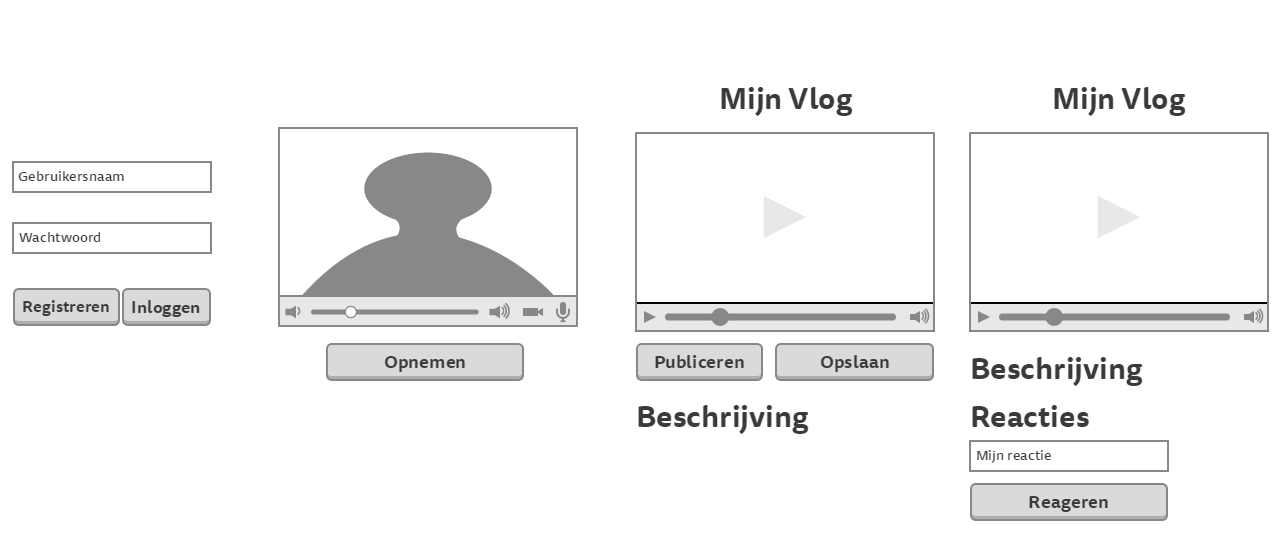 Gebruikersnaam
Wachtwoord
Registreren
Inloggen
Opnemen
Mijn Vlog
Publiceren
Opslaan
Beschrijving
Mijn Vlog
Beschrijving
Reacties
Mijn reactie
Reageren